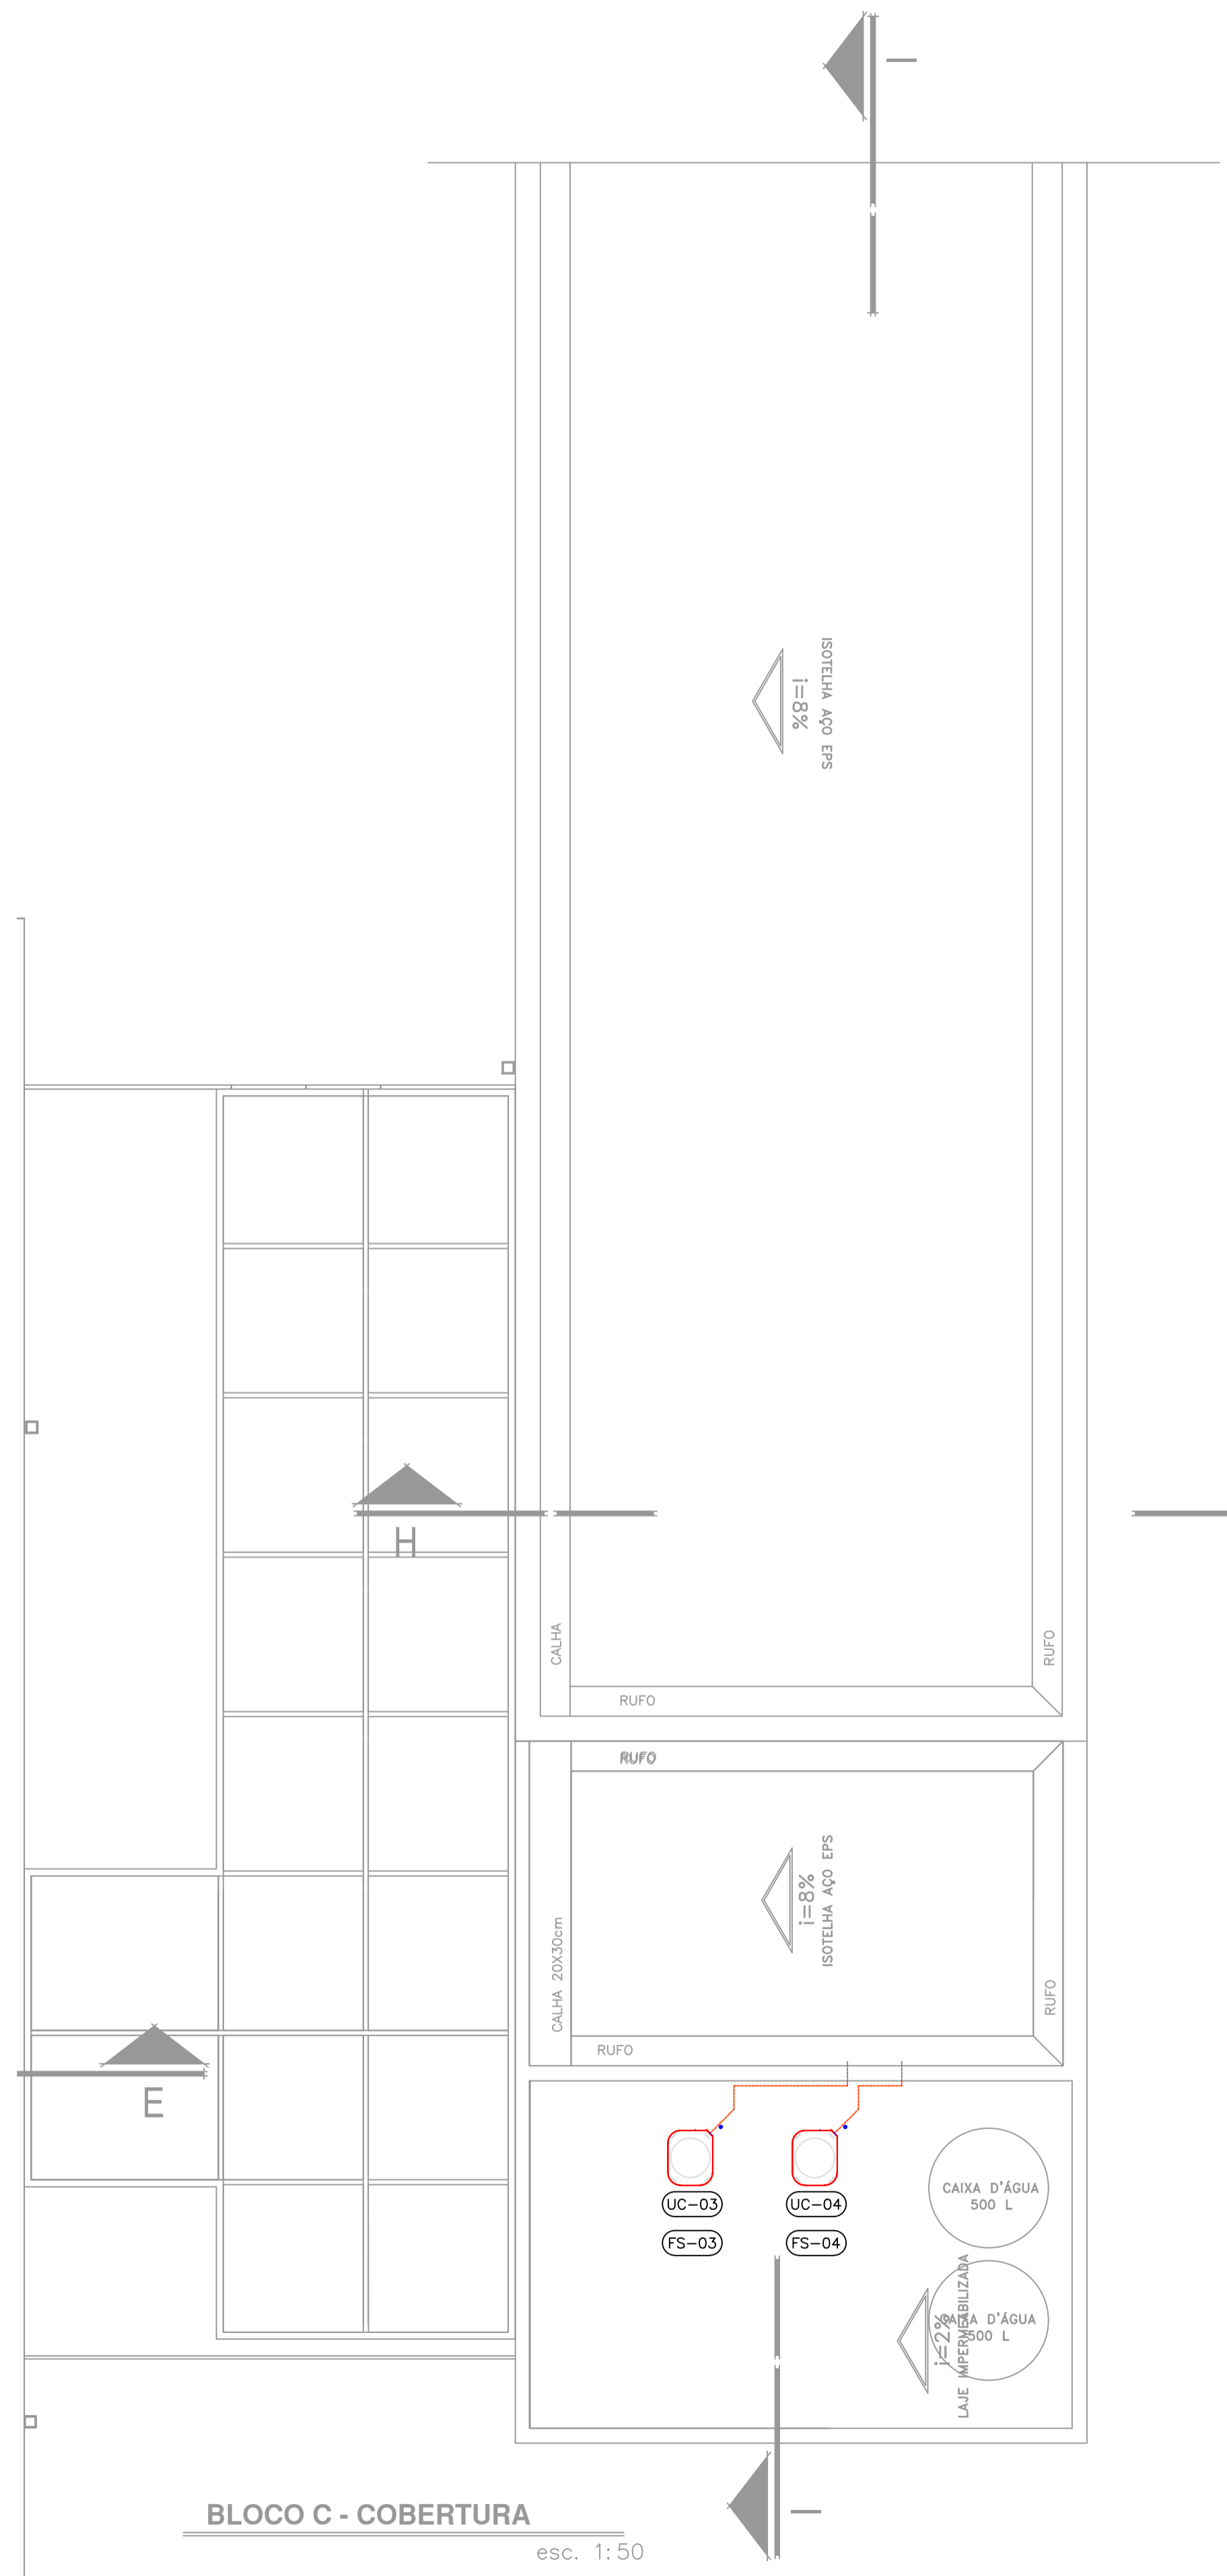 I
ISOTELHA AÇO EPS
i=8%
H
CALHA
RUFO
RUFO
RUFO
RUFO
ISOTELHA AÇO EPS
i=8%
CALHA 20X30cm
RUFO
RUFO
E
UC-03
UC-04
FS-03
FS-04
CAIXA D'ÁGUA
500 L
CAIXA D'ÁGUA
500 L
i=2%
LAJE IMPERMEABILIZADA
I
BLOCO C - COBERTURA
esc. 1:50